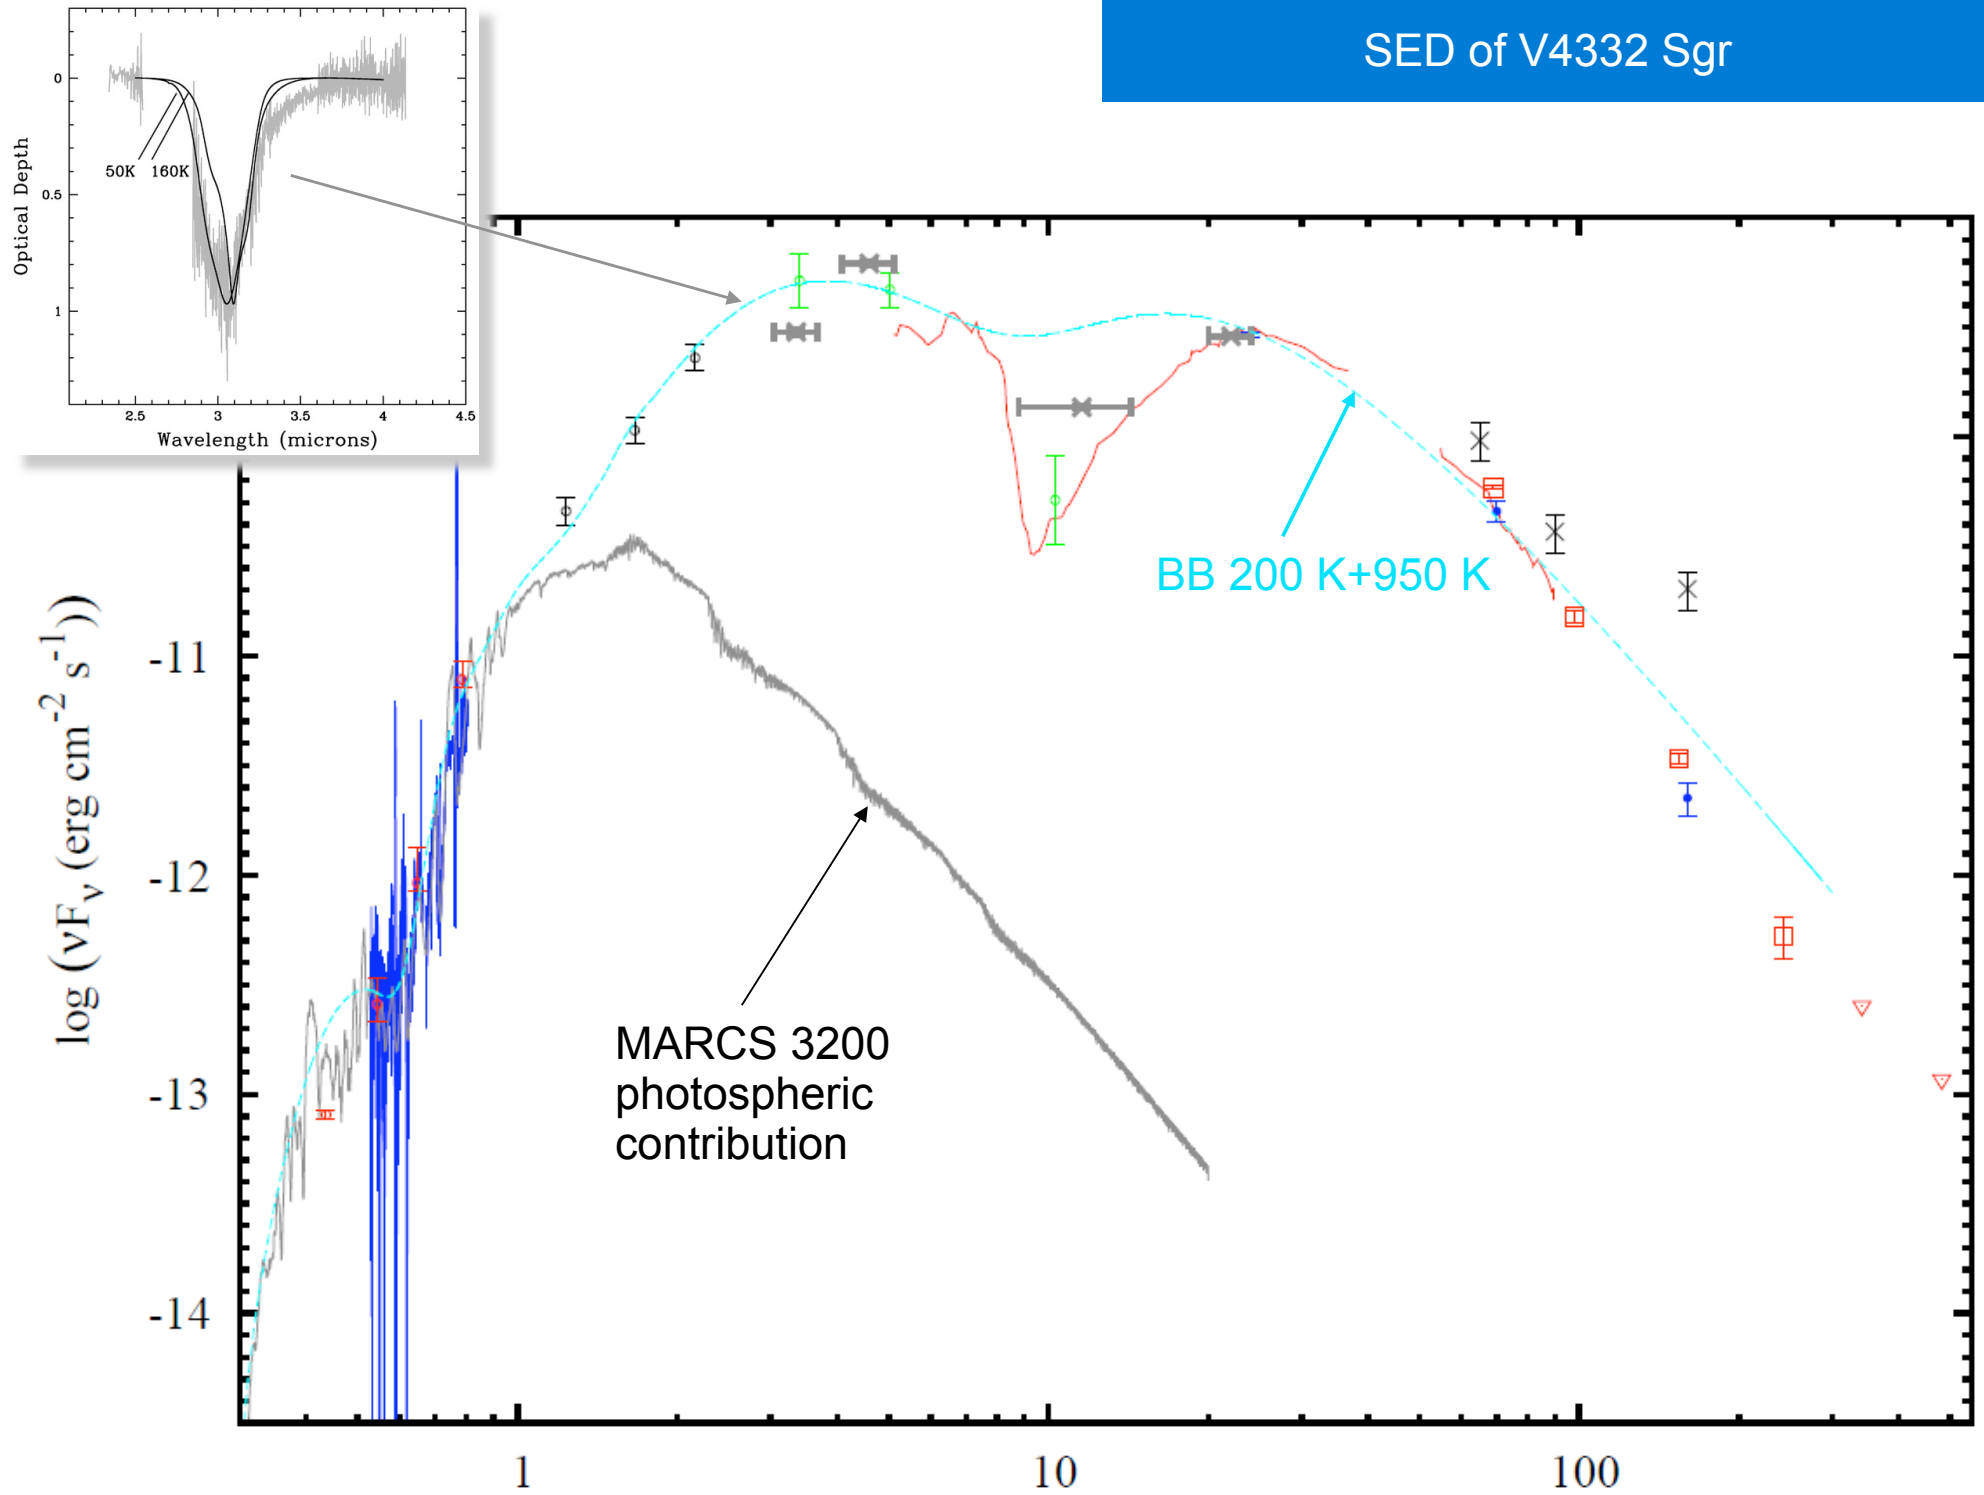 SED of V4332 Sgr
0
0.5
1
Optical Depth
50K 160K
2.5 3 3.5 4 4.5
Wavelength (microns)
BB 200 K+950 K
MARCS 3200
photospheric
contribution
log (νFν (erg cm-2 s-1))
-11
-12
-13
-14
1 10 100